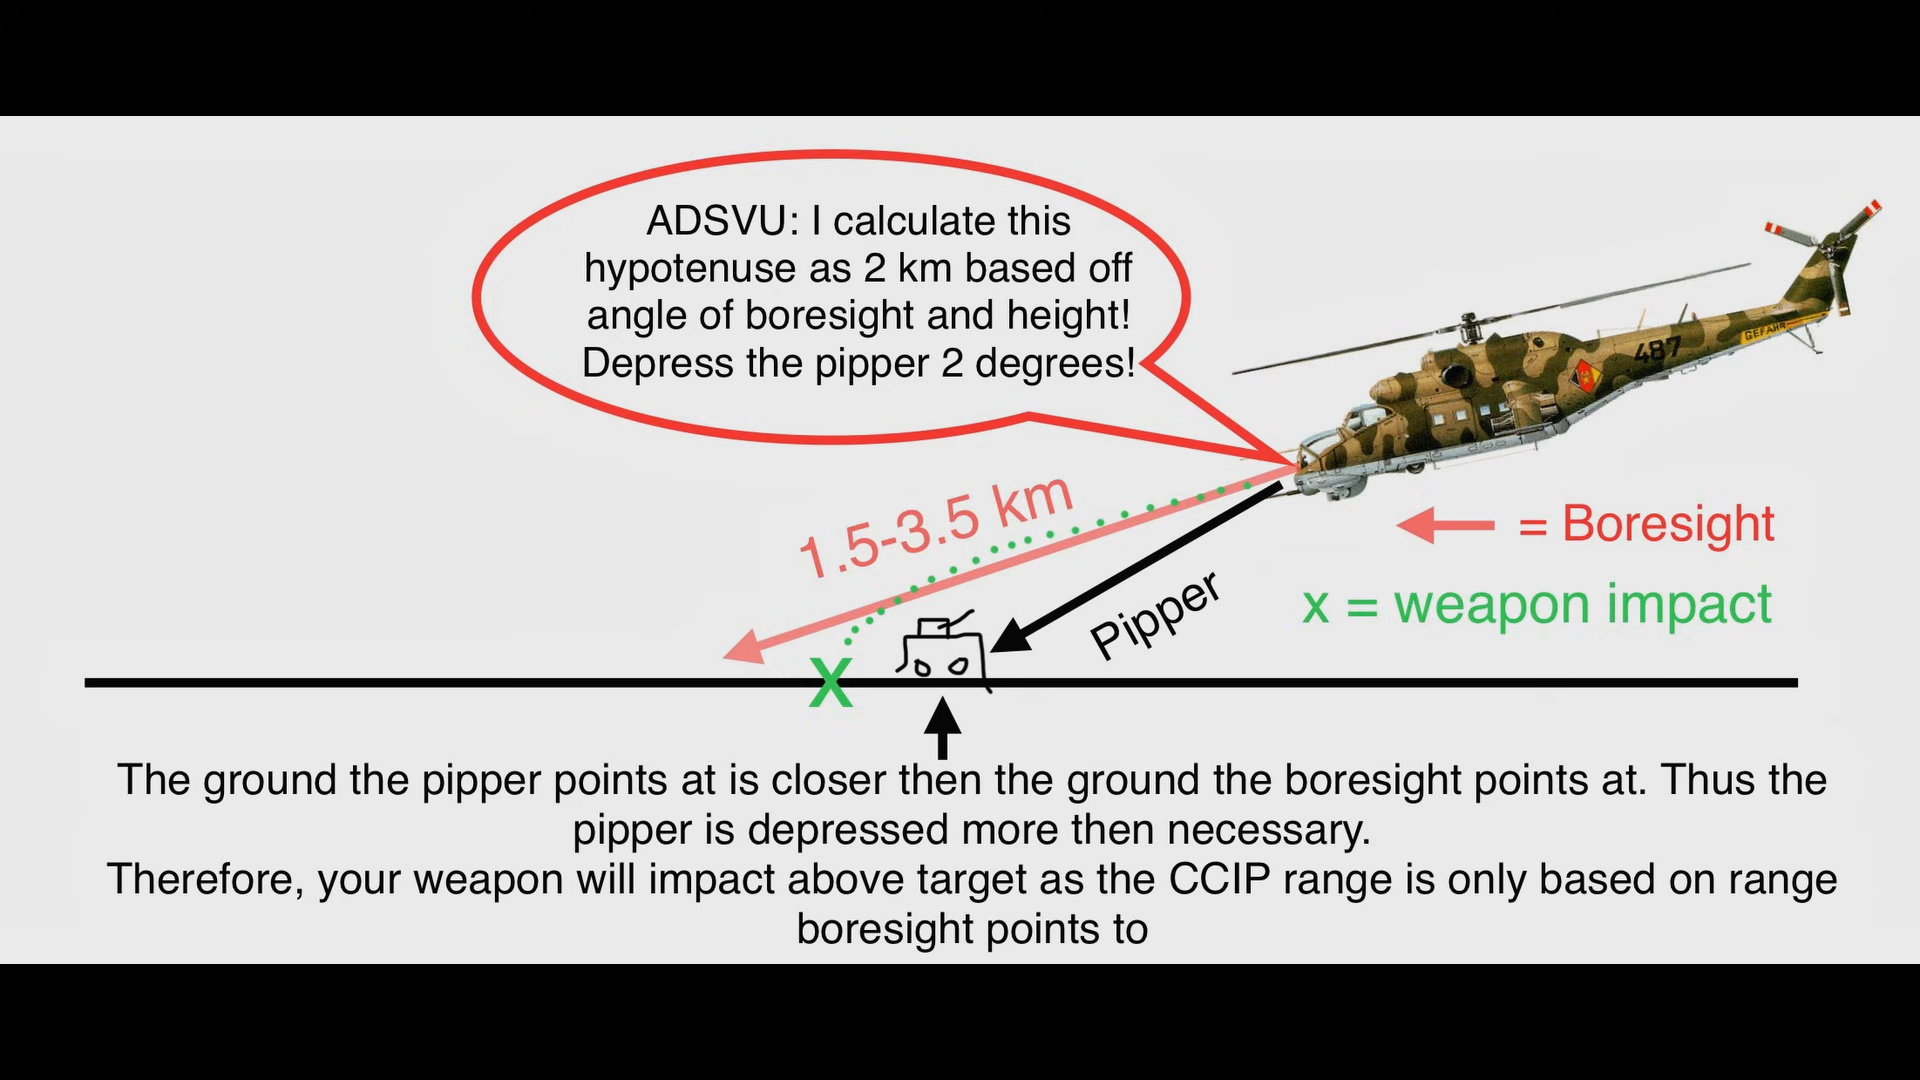 ADSVU: I calculate this
hypotenuse as 2 km based off
angle of boresight and height!
Depress the pipper 2 degrees!
GEFAHR
487
1.5-3.5 km
= Boresight
Pipper
x = weapon impact
x
The ground the pipper points at is closer then the ground the boresight points at. Thus the
pipper is depressed more then necessary.
Therefore, your weapon will impact above target as the CCIP range is only based on range
boresight points to